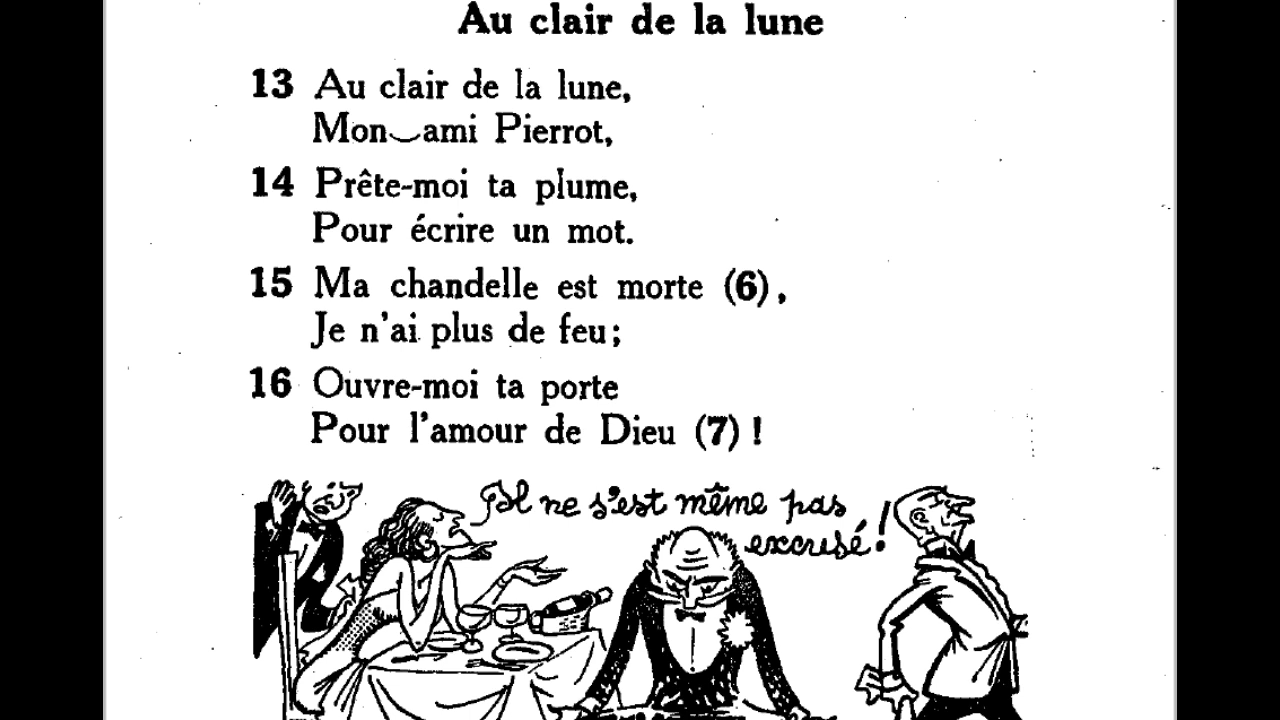 Au clair de la lune
13 Au clair de la lune,
Mon‿ami Pierrot,
14 Prête-moi ta plume,
Pour écrire un mot.
15 Ma chandelle est morte (6),
Je n'ai plus de feu;
16 Ouvre-moi ta porte
Pour l'amour de Dieu (7) !
Il ne s'est même pas
excusé!